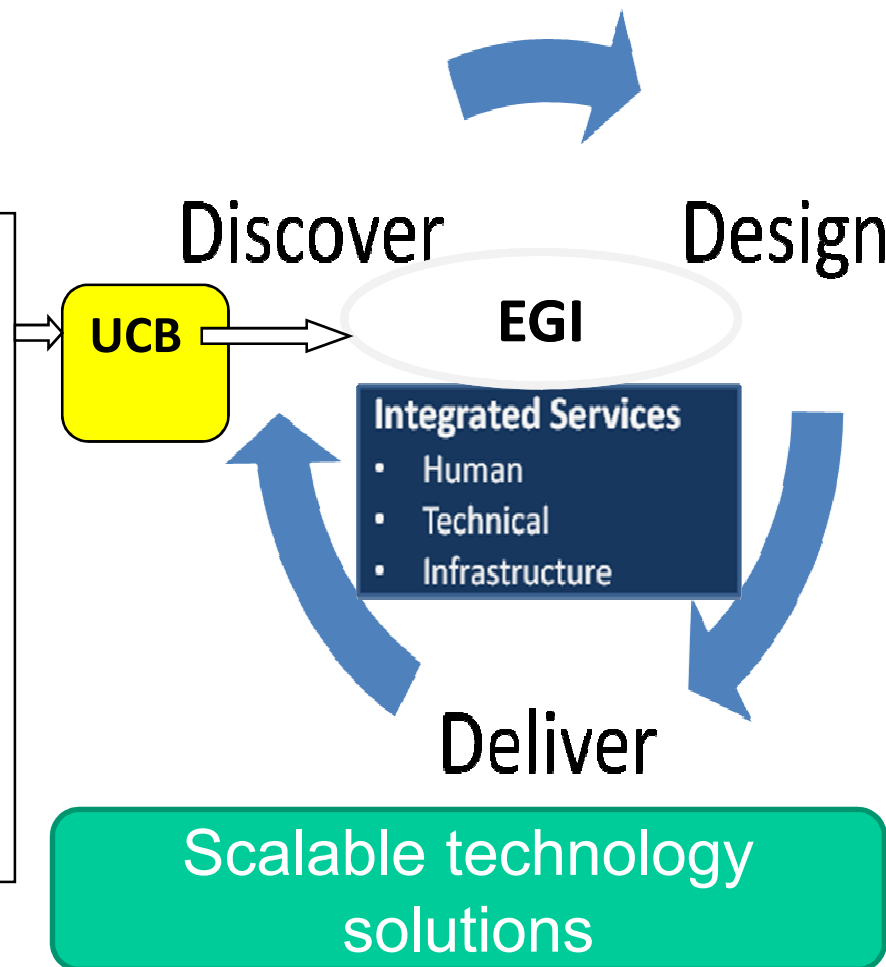 Discover
Design
UCB
EGI
Integrated Services
• Human
• Technical
• Infrastructure
Deliver
Scalable technology
solutions